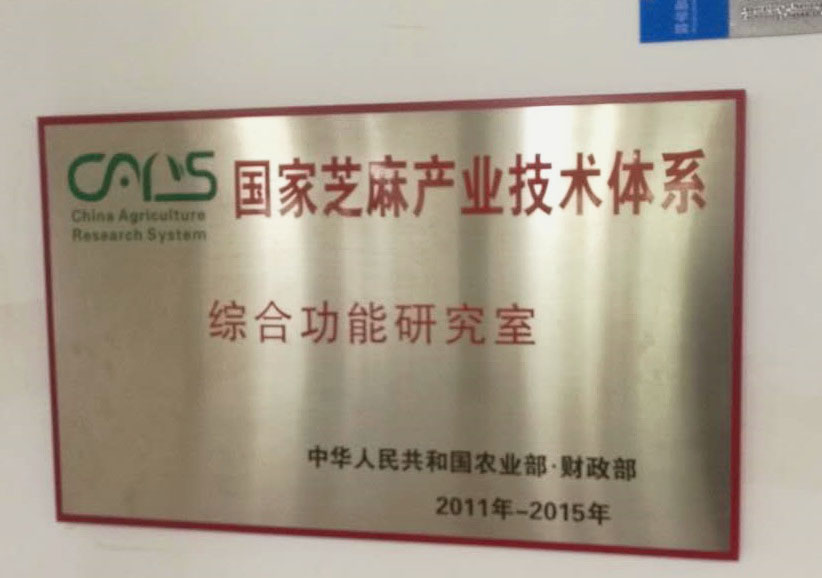 CARS
China Agriculture
Research System
国家芝麻产业技术体系
综合功能研究室
中华人民共和国农业部·财政部
2011年-2015年